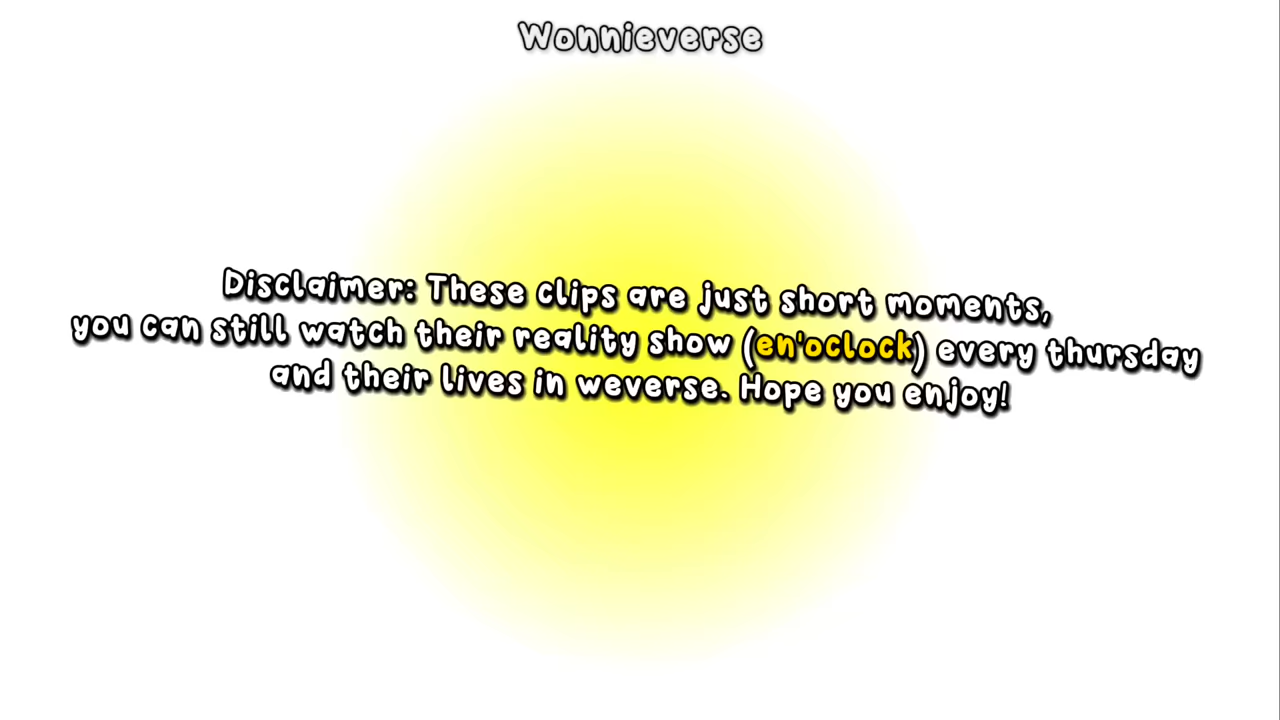 Wonnieverse
Disclaimer: These clips are just short moments,
you can still watch their reality show (en'oclock) every thursday
and their lives in weverse. Hope you enjoy!